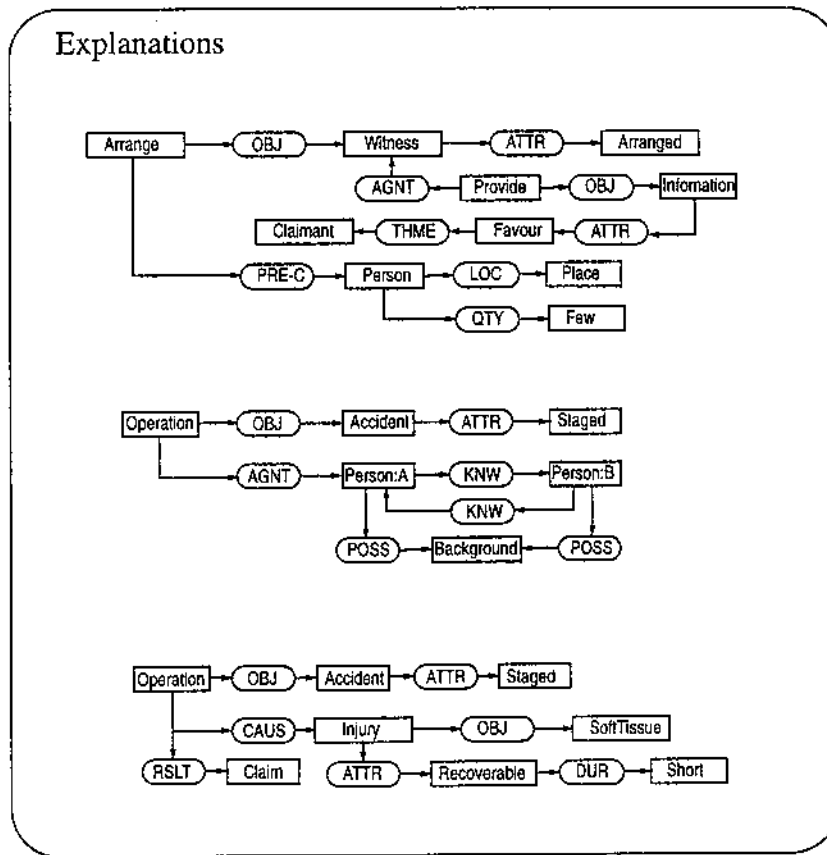 Explanations
Arrange OBJ Witness ATTR Arranged
AGNT Provide OBJ Infomation
Claimant THME Favour ATTR
PRE-C Person LOC Place
QTY Few
Operation OBJ Accident ATTR Staged
AGNT Person:A KNW Person:B
KNW
POSS Background POSS
Operation OBJ Accident ATTR Staged
CAUS Injury OBJ SoftTissue
RSLT Claim ATTR Recoverable DUR Short